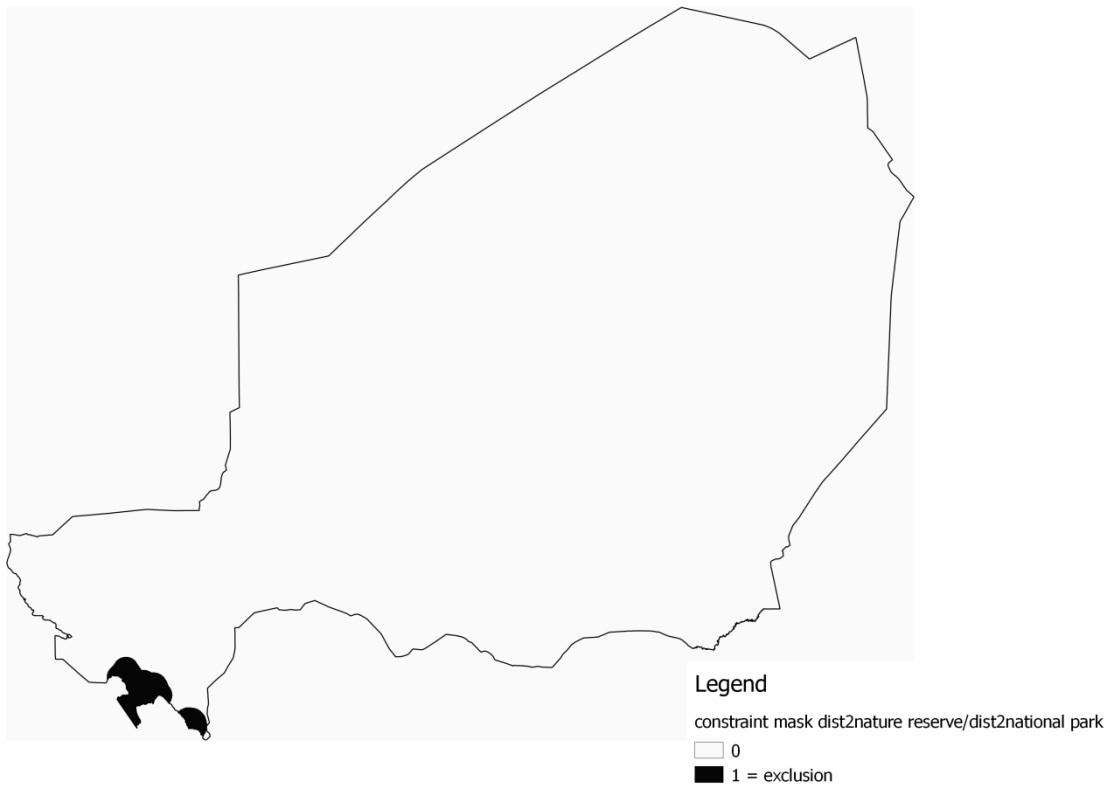 Legend
constraint mask dist2nature reserve/dist2national park
0
1 = exclusion